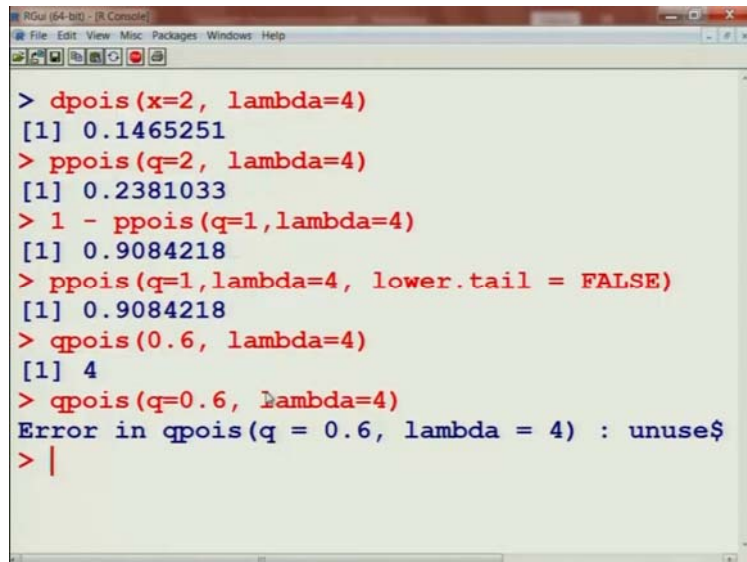 RGui (64-bit) - [R Console]
File Edit View Misc Packages Windows Help
> dpois(x=2, lambda=4)
[1] 0.1465251
> ppois(q=2, lambda=4)
[1] 0.2381033
> 1 - ppois(q=1,lambda=4)
[1] 0.9084218
> ppois(q=1,lambda=4, lower.tail = FALSE)
[1] 0.9084218
> qpois(0.6, lambda=4)
[1] 4
> qpois(q=0.6, lambda=4)
Error in qpois(q = 0.6, lambda = 4) : unuse$
>